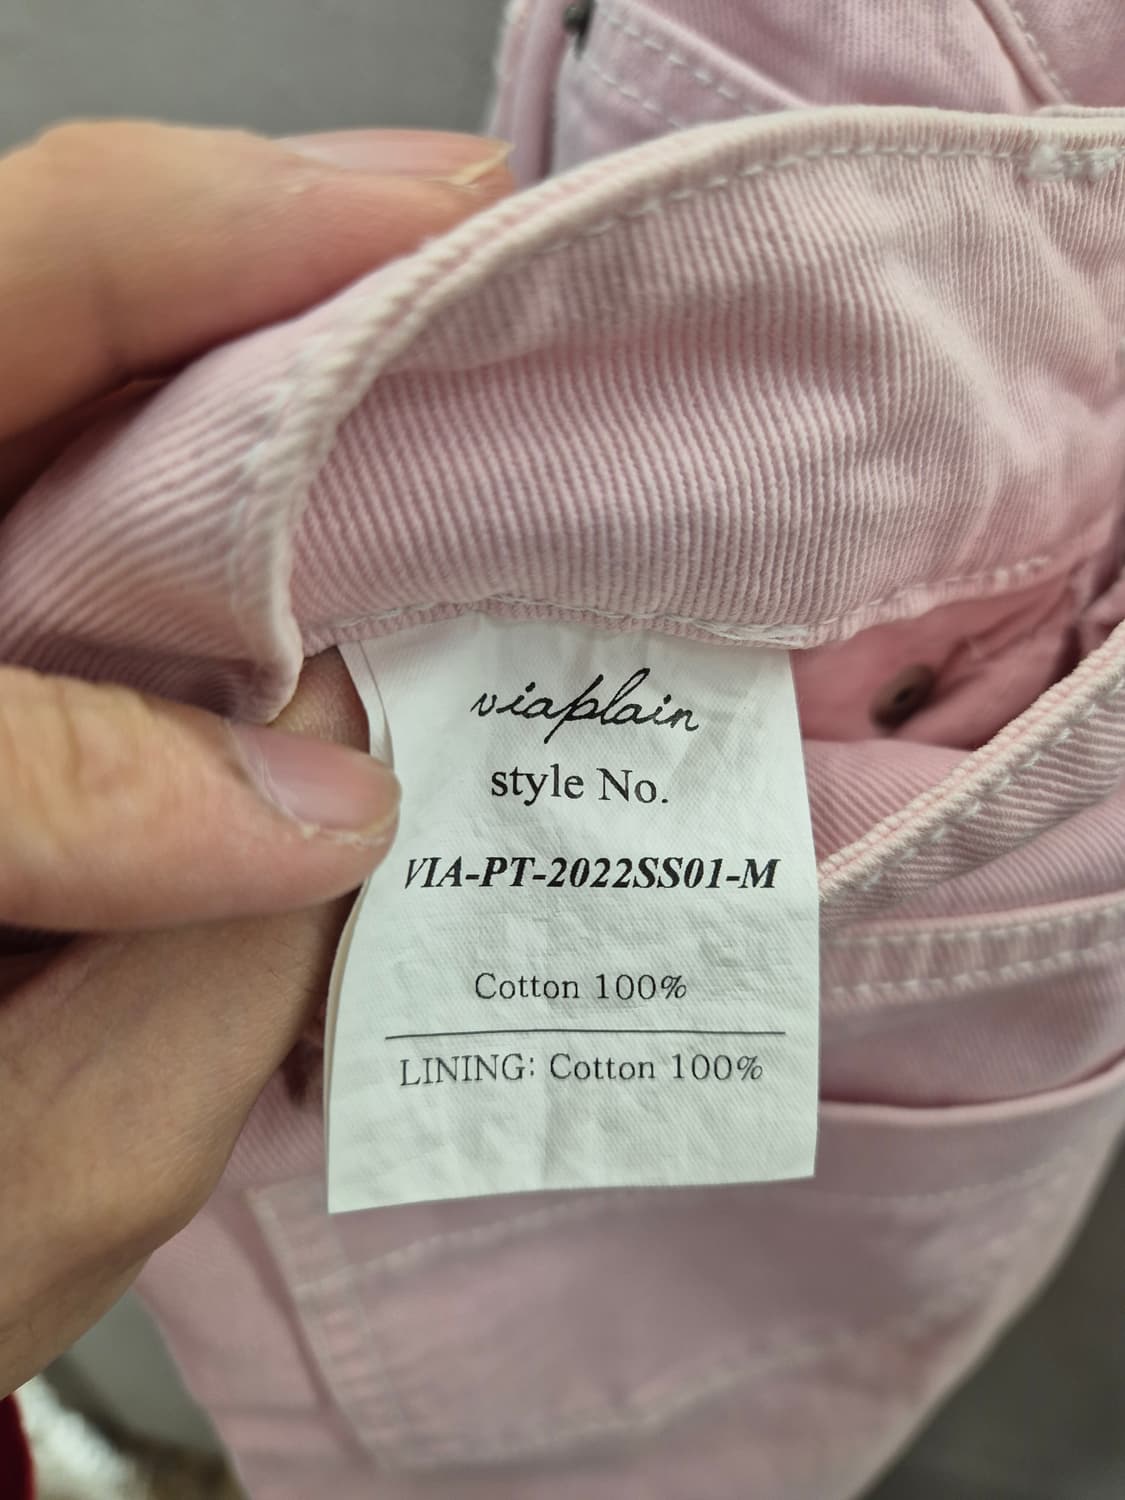 viaplain
style No.
VIA-PT-2022SS01-M
Cotton 100%
LINING: Cotton 100%